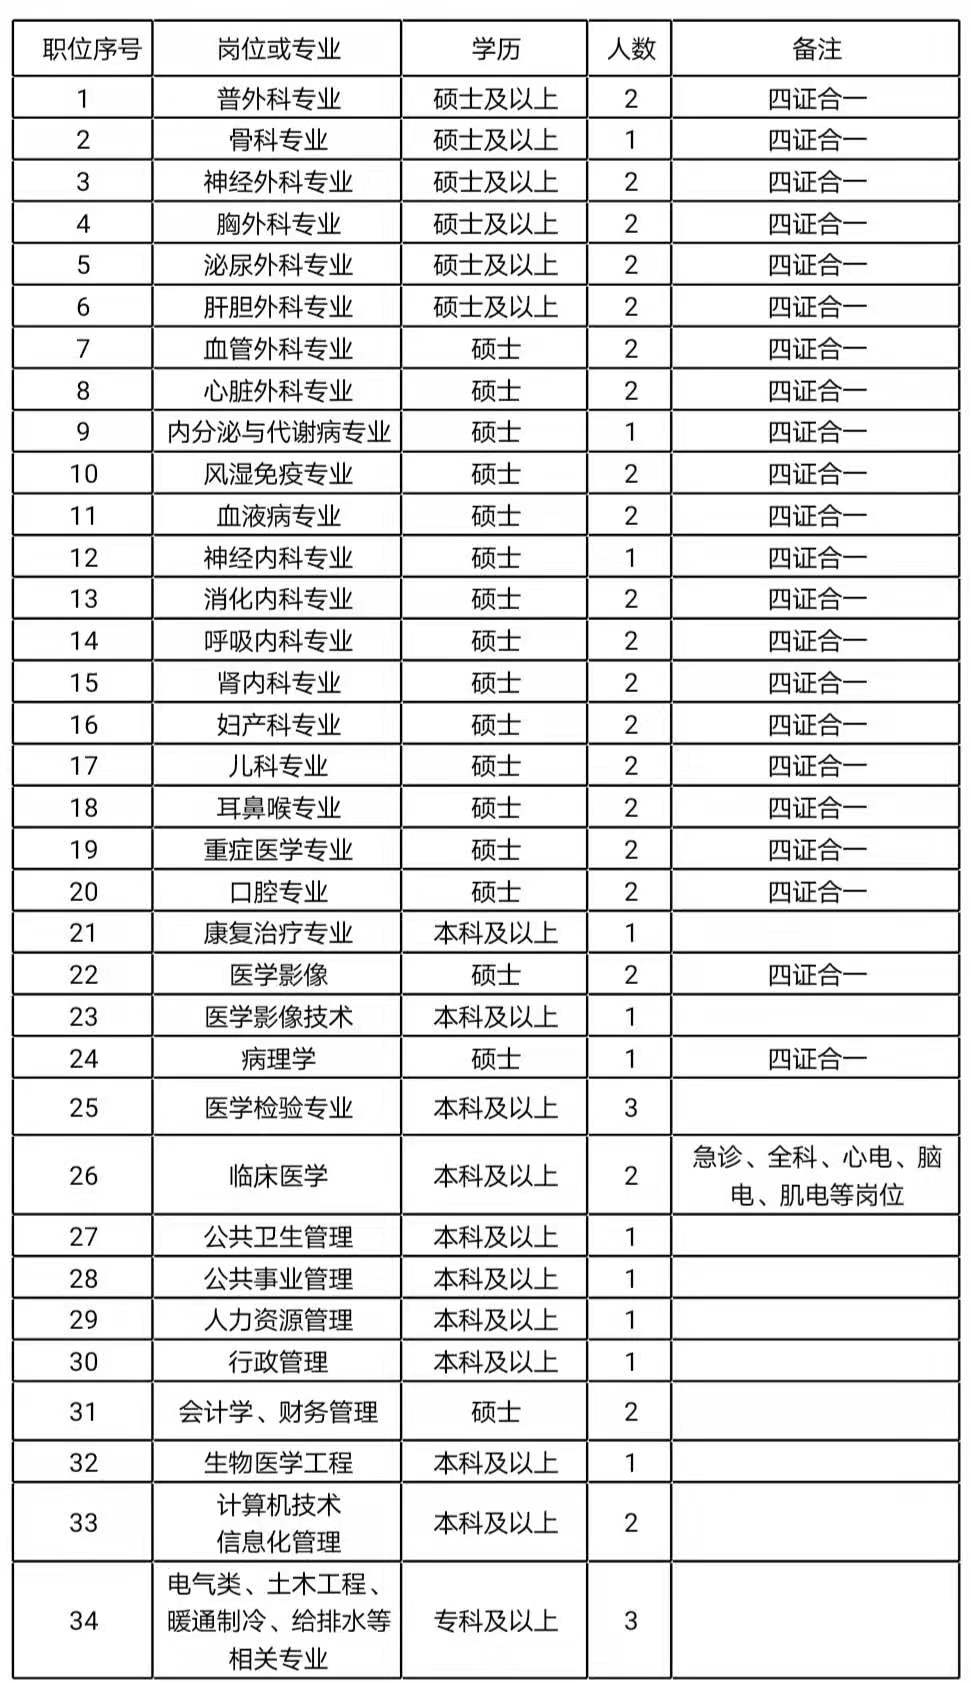 职位序号 岗位或专业 学历 人数 备注
1 普外科专业 硕士及以上 2 四证合一
2 骨科专业 硕士及以上 1 四证合一
3 神经外科专业 硕士及以上 2 四证合一
4 胸外科专业 硕士及以上 2 四证合一
5 泌尿外科专业 硕士及以上 2 四证合一
6 肝胆外科专业 硕士及以上 2 四证合一
7 血管外科专业 硕士 2 四证合一
8 心脏外科专业 硕士 2 四证合一
9 内分泌与代谢病专业 硕士 1 四证合一
10 风湿免疫专业 硕士 2 四证合一
11 血液病专业 硕士 2 四证合一
12 神经内科专业 硕士 1 四证合一
13 消化内科专业 硕士 2 四证合一
14 呼吸内科专业 硕士 2 四证合一
15 肾内科专业 硕士 2 四证合一
16 妇产科专业 硕士 2 四证合一
17 儿科专业 硕士 2 四证合一
18 耳鼻喉专业 硕士 2 四证合一
19 重症医学专业 硕士 2 四证合一
20 口腔专业 硕士 2 四证合一
21 康复治疗专业 本科及以上 1
22 医学影像 硕士 2 四证合一
23 医学影像技术 本科及以上 1
24 病理学 硕士 1 四证合一
25 医学检验专业 本科及以上 3
26 临床医学 本科及以上 2 急诊、全科、心电、脑
电、肌电等岗位
27 公共卫生管理 本科及以上 1
28 公共事业管理 本科及以上 1
29 人力资源管理 本科及以上 1
30 行政管理 本科及以上 1
31 会计学、财务管理 硕士 2
32 生物医学工程 本科及以上 1
33 计算机技术
信息化管理 本科及以上 2
34 电气类、土木工程、
暖通制冷、给排水等
相关专业 专科及以上 3